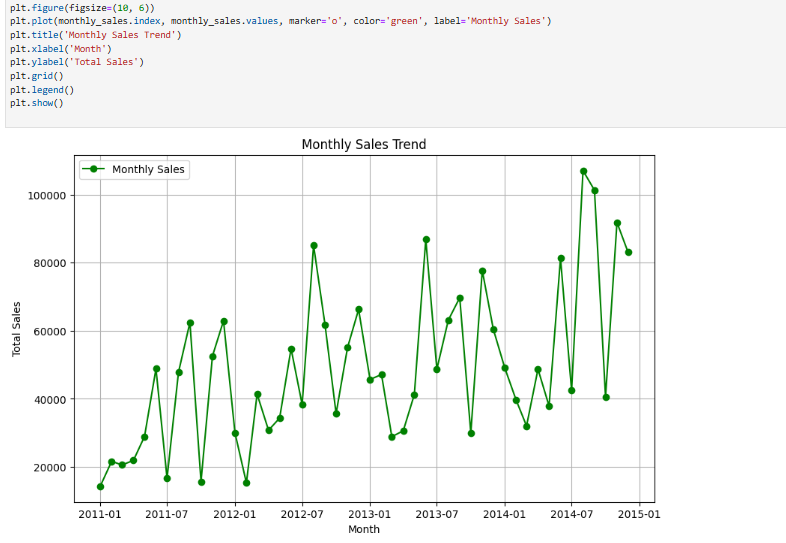 plt.figure(figsize=(10, 6))
plt.plot(monthly_sales.index, monthly_sales.values, marker='o', color='green', label='Monthly Sales')
plt.title('Monthly Sales Trend')
plt.xlabel('Month')
plt.ylabel('Total Sales')
plt.grid()
plt.legend()
plt.show()
Monthly Sales Trend
Monthly Sales
100000
80000
60000
40000
20000
Total Sales
2011-01 2011-07 2012-01 2012-07 2013-01 2013-07 2014-01 2014-07 2015-01
Month